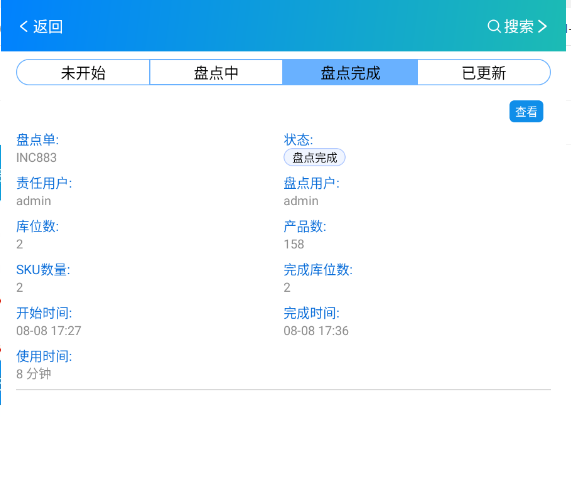 返回 搜索
未开始 盘点中 盘点完成 已更新
查看
盘点单: 状态:
INC883 盘点完成
责任用户: 盘点用户:
admin admin
库位数: 产品数:
2 158
SKU数量: 完成库位数:
2 2
开始时间: 完成时间:
08-08 17:27 08-08 17:36
使用时间:
8 分钟